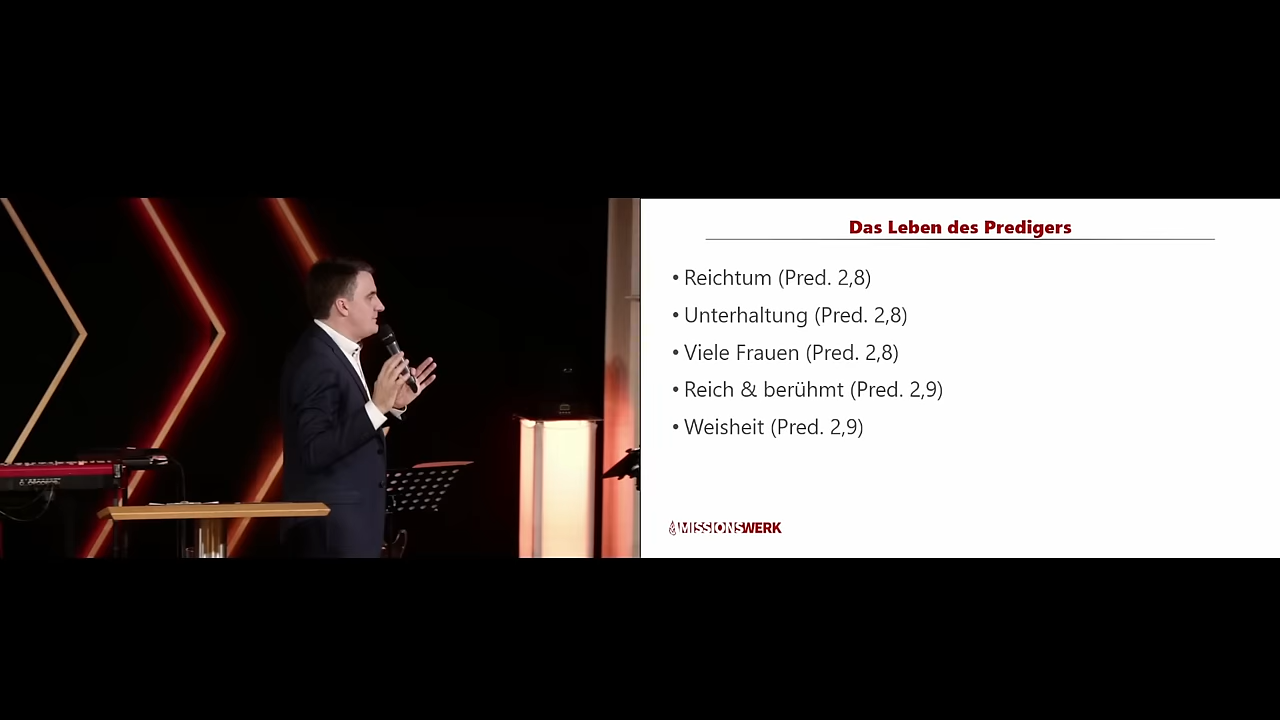 Das Leben des Predigers
• Reichtum (Pred. 2,8)
• Unterhaltung (Pred. 2,8)
• Viele Frauen (Pred. 2,8)
• Reich & berühmt (Pred. 2,9)
• Weisheit (Pred. 2,9)
MISSIONSWERK